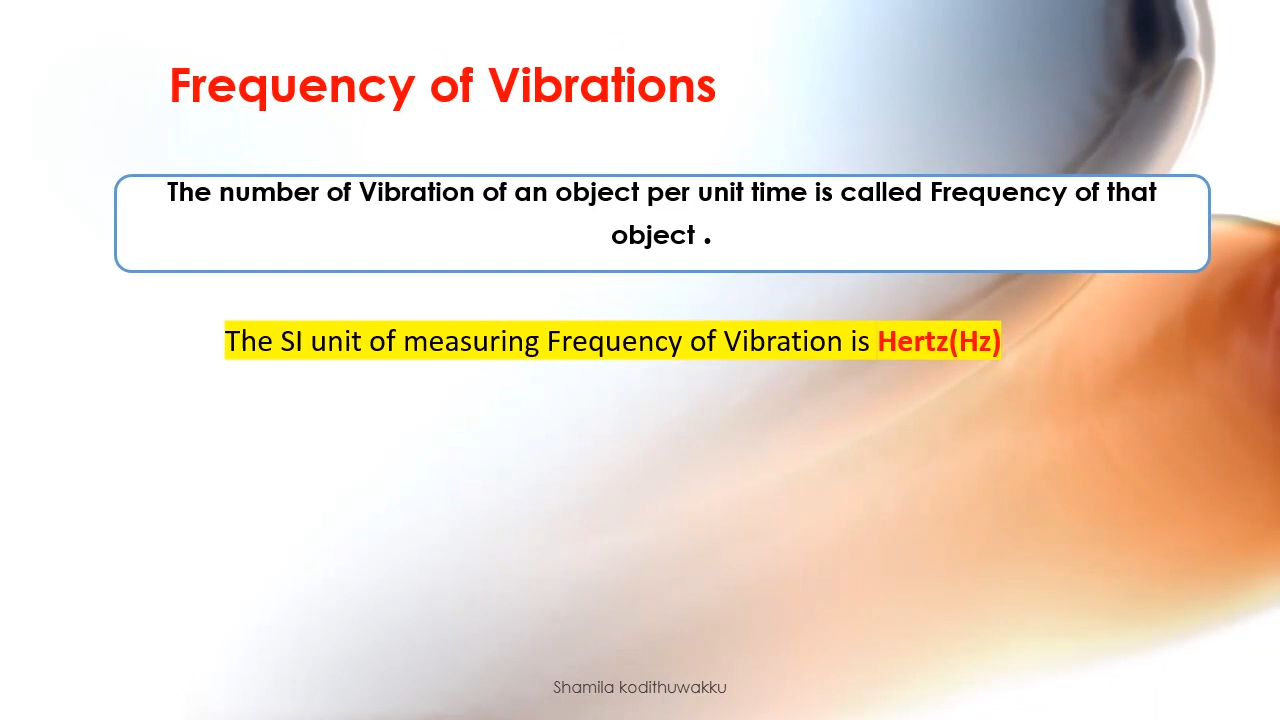 Frequency of Vibrations
The number of Vibration of an object per unit time is called Frequency of that
object .
The SI unit of measuring Frequency of Vibration is Hertz(Hz)
Shamila kodithuwakku